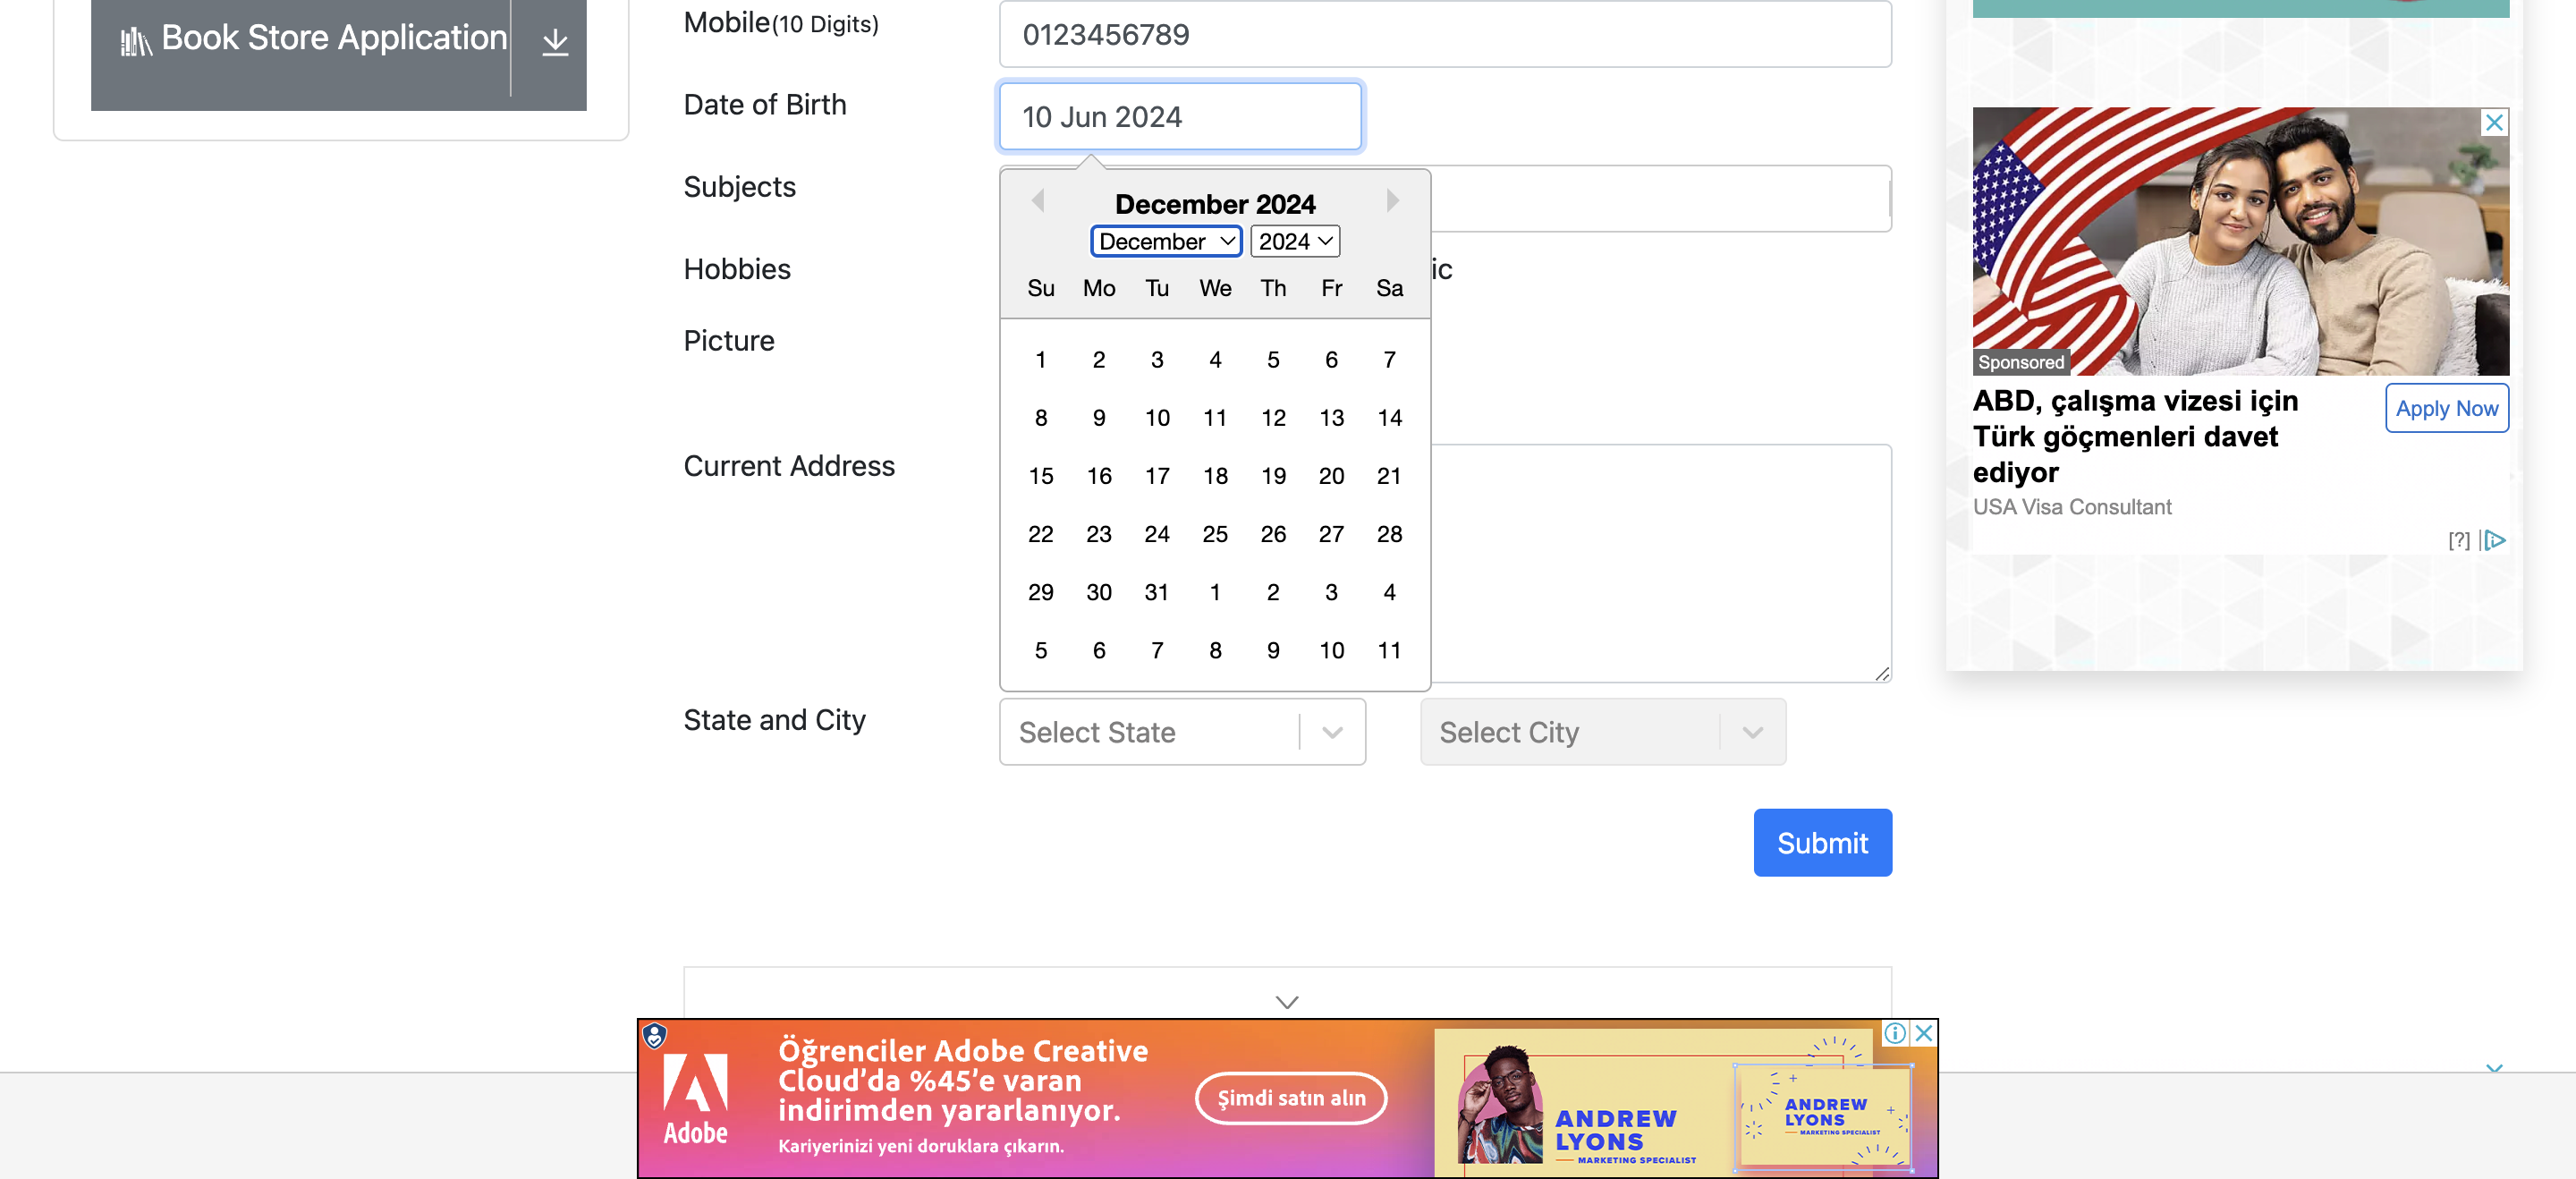 Book Store Application
Mobile(10 Digits)
0123456789
Date of Birth
10 Jun 2024
Subjects
December 2024
December 2024
Hobbies
ic
Su Mo Tu We Th Fr Sa
Picture
1 2 3 4 5 6 7
8 9 10 11 12 13 14
Current Address
15 16 17 18 19 20 21
22 23 24 25 26 27 28
29 30 31 1 2 3 4
5 6 7 8 9 10 11
State and City
Select State
Select City
Submit
Sponsored
ABD, çalışma vizesi için
Türk göçmenleri davet
ediyor
Apply Now
USA Visa Consultant
[?]
Adobe
Öğrenciler Adobe Creative
Cloud'da %45'e varan
indirimden yararlanıyor.
Kariyerinizi yeni doruklara çıkarın.
Şimdi satın alın
ANDREW
LYONS
MARKETING SPECIALIST
ANDREW
LYONS
MARKETING SPECIALIST